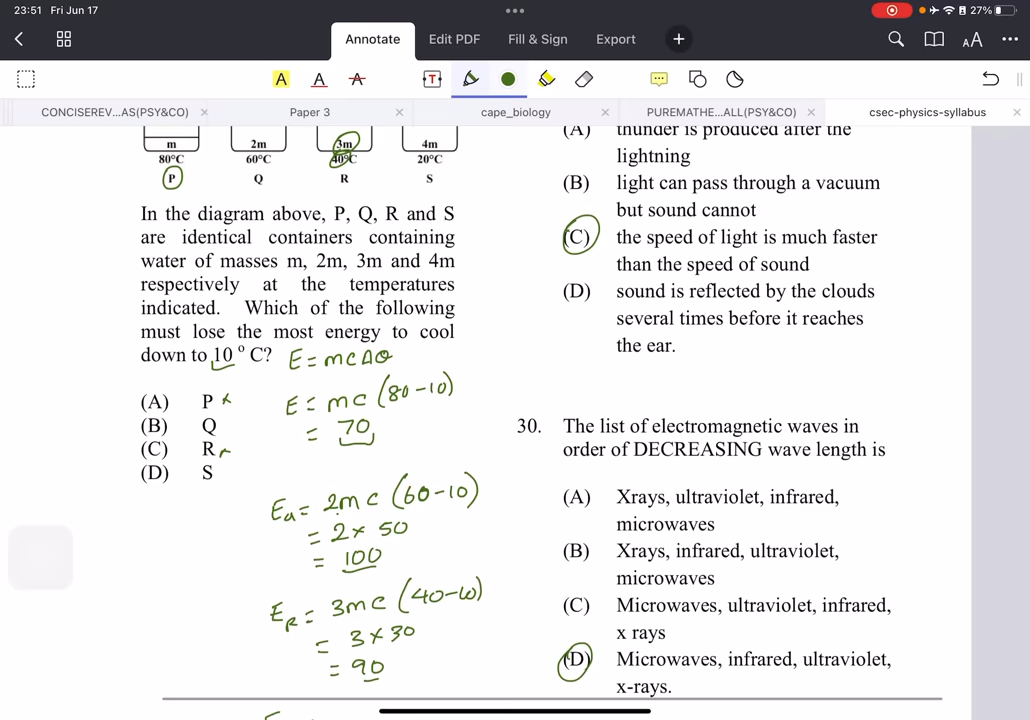 23:51 Fri Jun 17
27%
Annotate Edit PDF Fill & Sign Export
AA
A A A T
CONCISEREV...AS(PSY&CO) Paper 3 cape_biology PUREMATHE...ALL(PSY&CO) csec-physics-syllabus
m 2m 3m 4m
80°C 60°C 40°C 20°C
P Q R S
In the diagram above, P, Q, R and S
are identical containers containing
water of masses m, 2m, 3m and 4m
respectively at the temperatures
indicated. Which of the following
must lose the most energy to cool
down to 10 ° C? E = mcΔθ
(A) P x
(B) Q
(C) R
(D) S
E = mc (80-10)
= 70
= 2mc (60-10)
= 2 x 50
= 100
E_R = 3mc (40-10)
= 3 x 30
= 90
(A) thunder is produced after the
lightning
(B) light can pass through a vacuum
but sound cannot
(C) the speed of light is much faster
than the speed of sound
(D) sound is reflected by the clouds
several times before it reaches
the ear.
30. The list of electromagnetic waves in
order of DECREASING wave length is
(A) Xrays, ultraviolet, infrared,
microwaves
(B) Xrays, infrared, ultraviolet,
microwaves
(C) Microwaves, ultraviolet, infrared,
x rays
(D) Microwaves, infrared, ultraviolet,
x-rays.